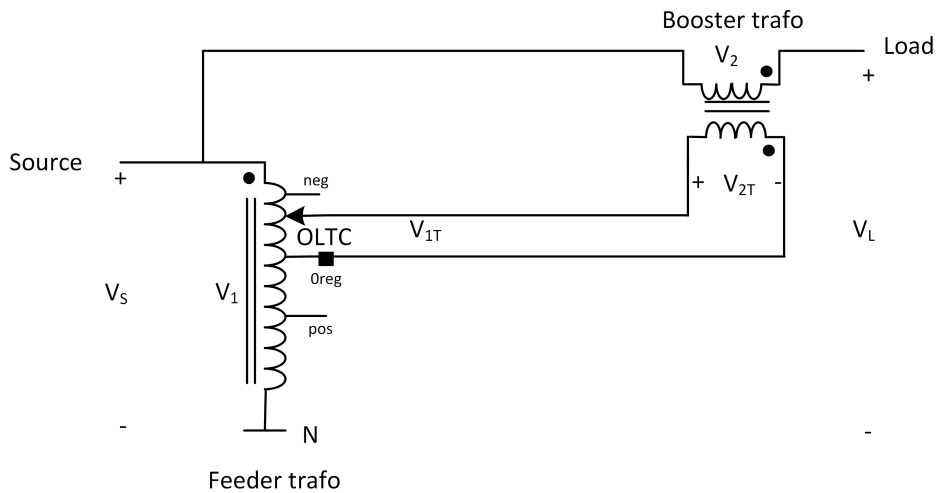 Booster trafo
V2
Load
+
Source
+
neg
+ V2T -
V1T
OLTC
VL
0reg
VS
V1
pos
-
N
-
Feeder trafo